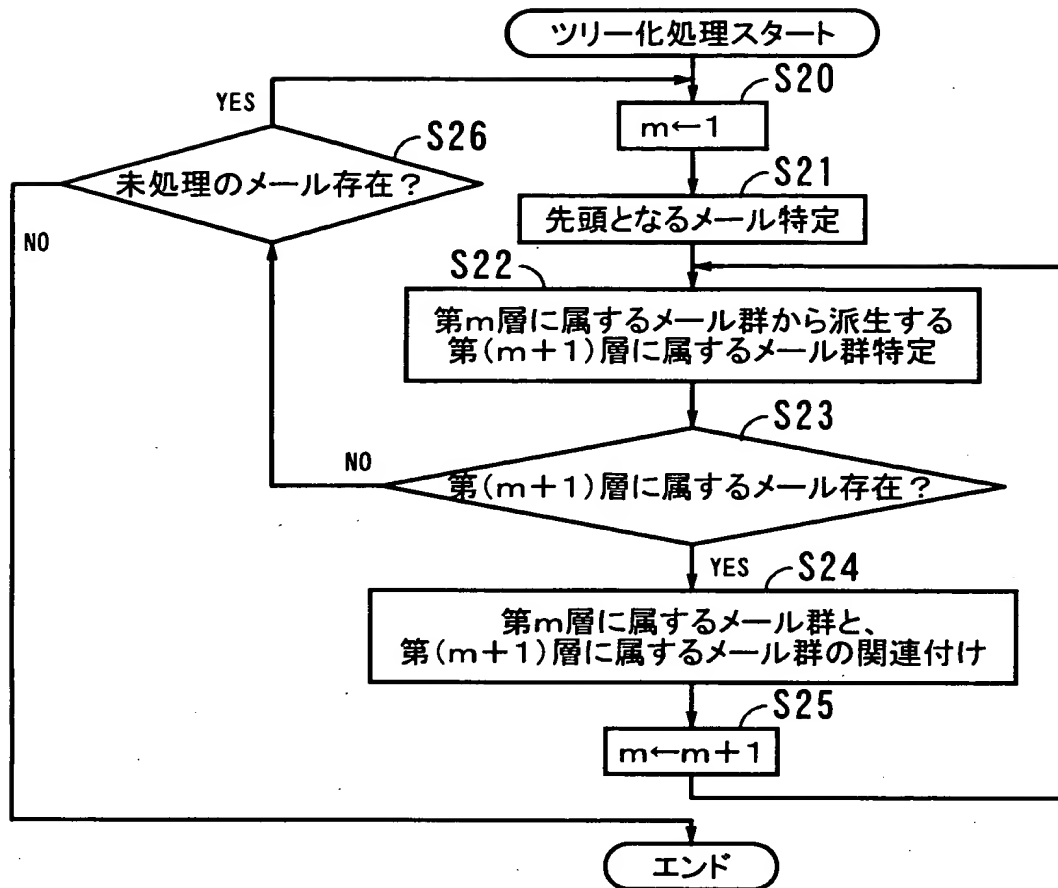 ツリー化処理スタート
S20
m←1
YES
S26
未処理のメール存在？
S21
先頭となるメール特定
NO
S22
第m層に属するメール群から派生する
第(m＋1)層に属するメール群特定
S23
NO
第(m＋1)層に属するメール存在？
YES
S24
第m層に属するメール群と、
第(m＋1)層に属するメール群の関連付け
S25
m←m＋1
エンド